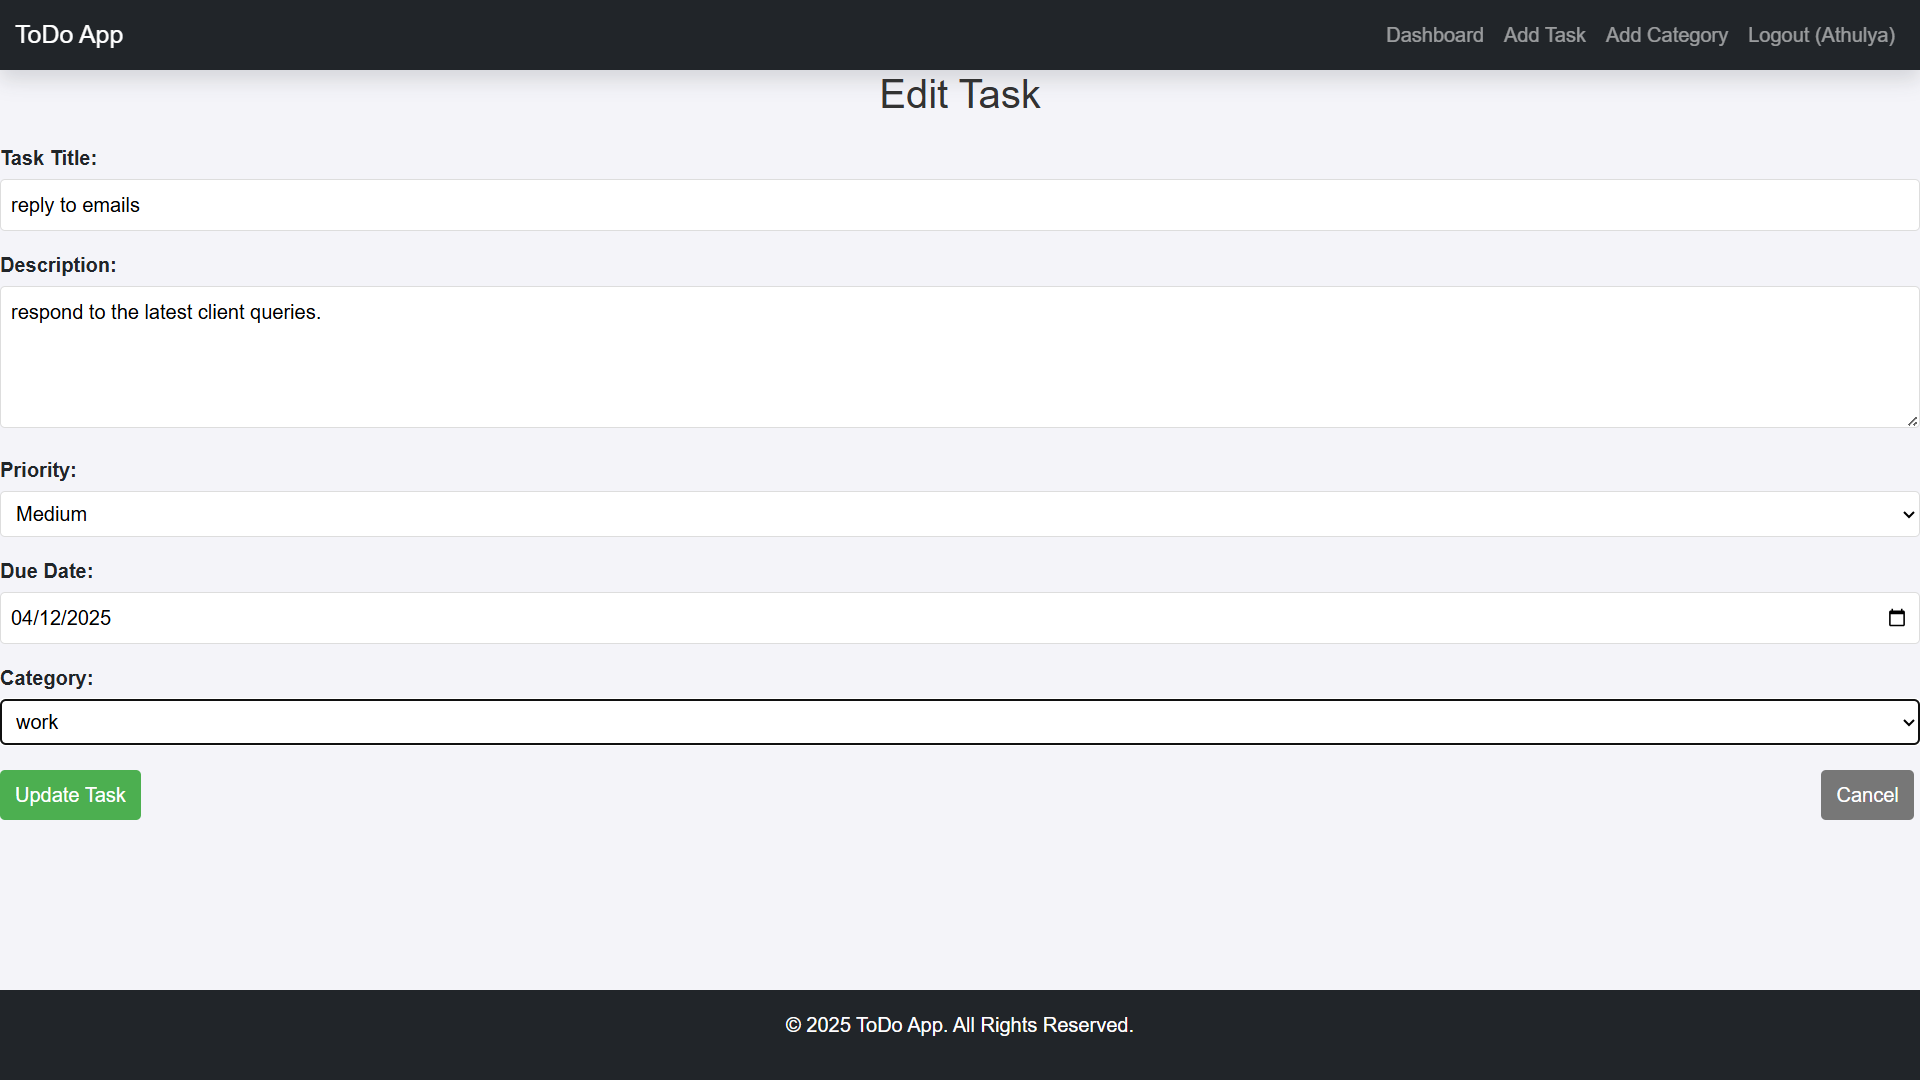 ToDo App
Dashboard Add Task Add Category Logout (Athulya)
Edit Task
Task Title:
reply to emails
Description:
respond to the latest client queries.
Priority:
Medium
Due Date:
04/12/2025
Category:
work
Update Task
Cancel
© 2025 ToDo App. All Rights Reserved.